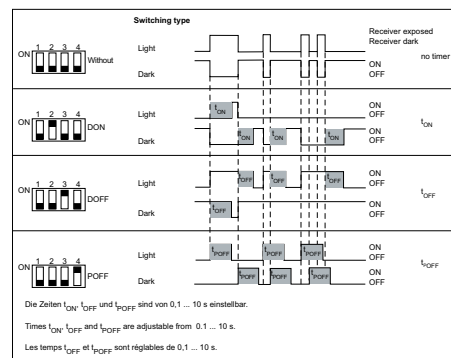 Switching type
Receiver exposed
Receiver dark
ON 1 2 3 4 Without Light no timer
Dark ON
OFF
ON 1 2 3 4 DON Light tON ON
OFF
tON
Dark tON tON tON ON
OFF
ON 1 2 3 4 DOFF Light tOFF tOFF tOFF ON
OFF
tOFF
Dark tOFF ON
OFF
ON 1 2 3 4 POFF Light tPOFF tPOFF tPOFF ON
OFF
tPOFF
Dark tPOFF tPOFF tPOFF ON
OFF
Die Zeiten tON, tOFF und tPOFF sind von 0,1 ... 10 s einstellbar.
Times tON, tOFF and tPOFF are adjustable from 0.1 ... 10 s.
Les temps tOFF et tPOFF sont réglables de 0,1 ... 10 s.